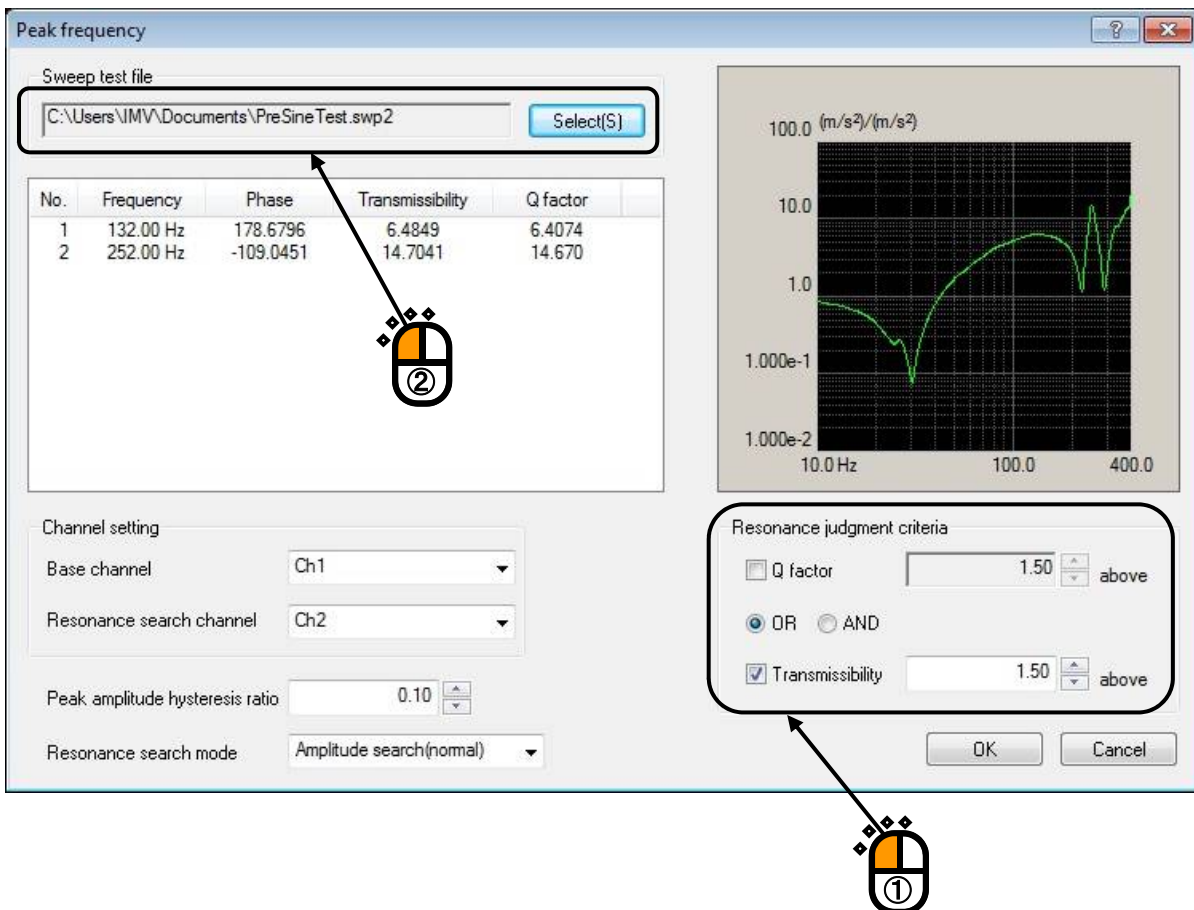 Peak frequency
Sweep test file
C:\Users\IMV\Documents\PreSineTest.swp2
Select(S)
No. Frequency Phase Transmissibility Q factor
1 132.00 Hz 178.6796 6.4849 6.4074
2 252.00 Hz -109.0451 14.7041 14.670
②
100.0 (m/s²)/(m/s²)
10.0
1.0
1.000e-1
1.000e-2
10.0 Hz 100.0 400.0
Channel setting
Base channel Ch1
Resonance search channel Ch2
Peak amplitude hysteresis ratio 0.10
Resonance search mode Amplitude search(normal)
Resonance judgment criteria
Q factor 1.50 above
OR AND
Transmissibility 1.50 above
OK Cancel
①